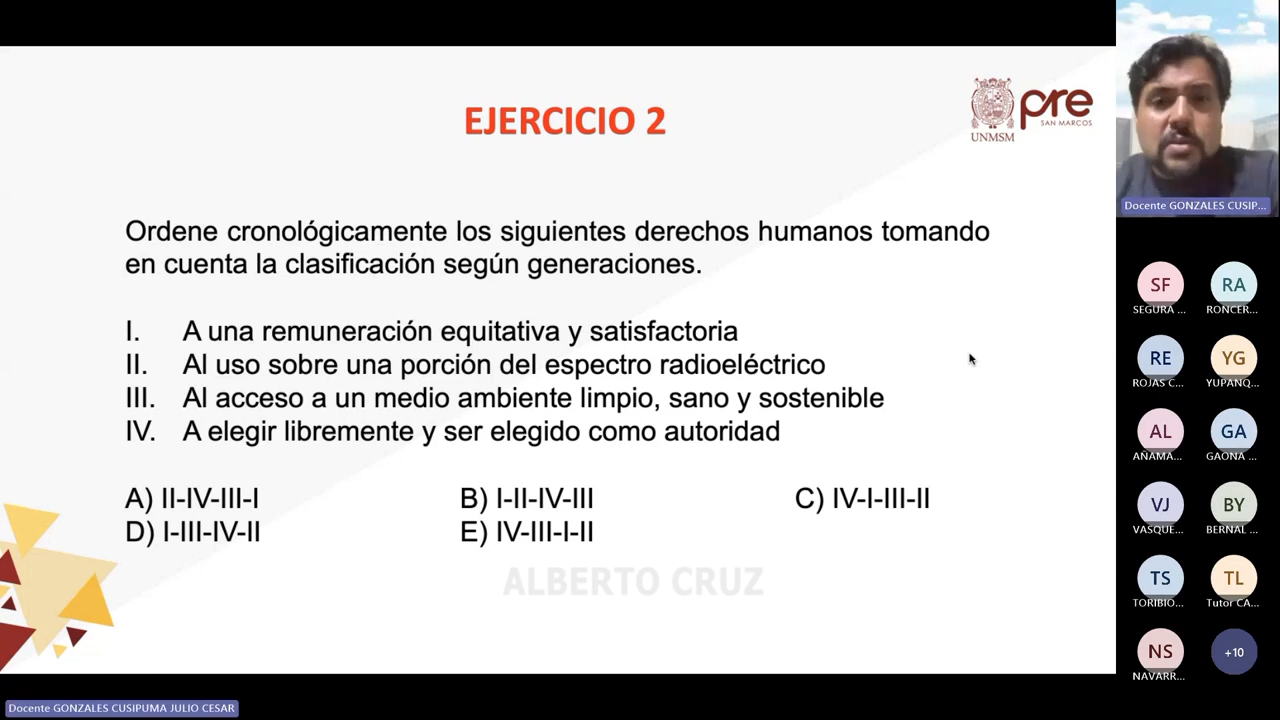 EJERCICIO 2
UNMSM
pre
SAN MARCOS
Ordene cronológicamente los siguientes derechos humanos tomando
en cuenta la clasificación según generaciones.
I. A una remuneración equitativa y satisfactoria
II. Al uso sobre una porción del espectro radioeléctrico
III. Al acceso a un medio ambiente limpio, sano y sostenible
IV. A elegir libremente y ser elegido como autoridad
A) II-IV-III-I B) I-II-IV-III C) IV-I-III-II
D) I-III-IV-II E) IV-III-I-II
ALBERTO CRUZ
Docente GONZALES CUSIPUMA JULIO CESAR
Docente GONZALES CUSIP...
SF RA
SEGURA ... RONCER...
RE YG
ROJAS C... YUPANQ...
AL GA
AÑAMA... GAONA ...
VJ BY
VASQUE... BERNAL ...
TS TL
TORIBIO... Tutor CA...
NS +10
NAVARR...